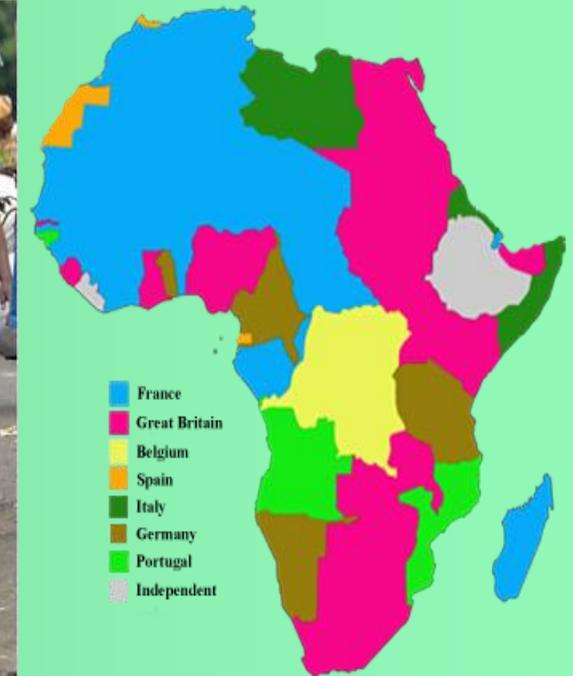 France
Great Britain
Belgium
Spain
Italy
Germany
Portugal
Independent